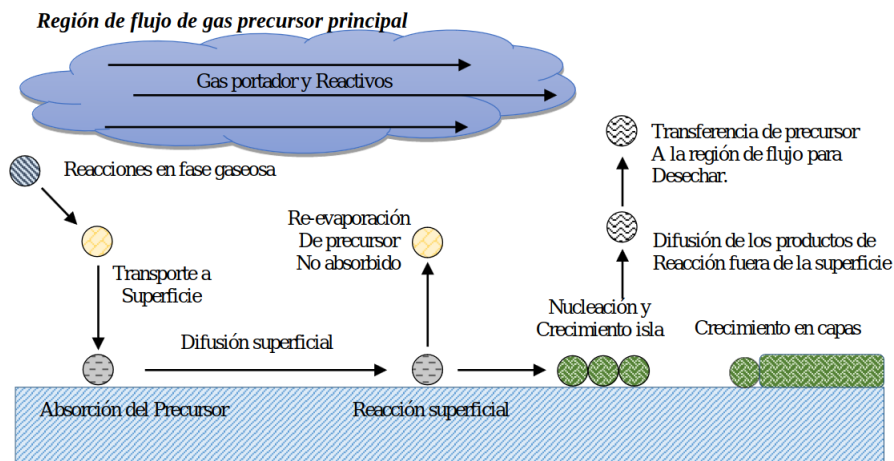 Región de flujo de gas precursor principal
Gas portador y Reactivos
Reacciones en fase gaseosa
Transferencia de precursor
A la región de flujo para
Desechar.
Re-evaporación
De precursor
No absorbido
Difusión de los productos de
Reacción fuera de la superficie
Transporte a
Superficie
Difusión superficial
Nucleación y
Crecimiento isla
Crecimiento en capas
Absorción del Precursor
Reacción superficial